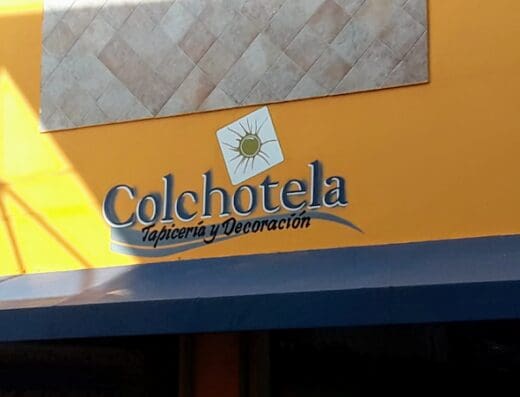 Colchotela
Tapicería y Decoración